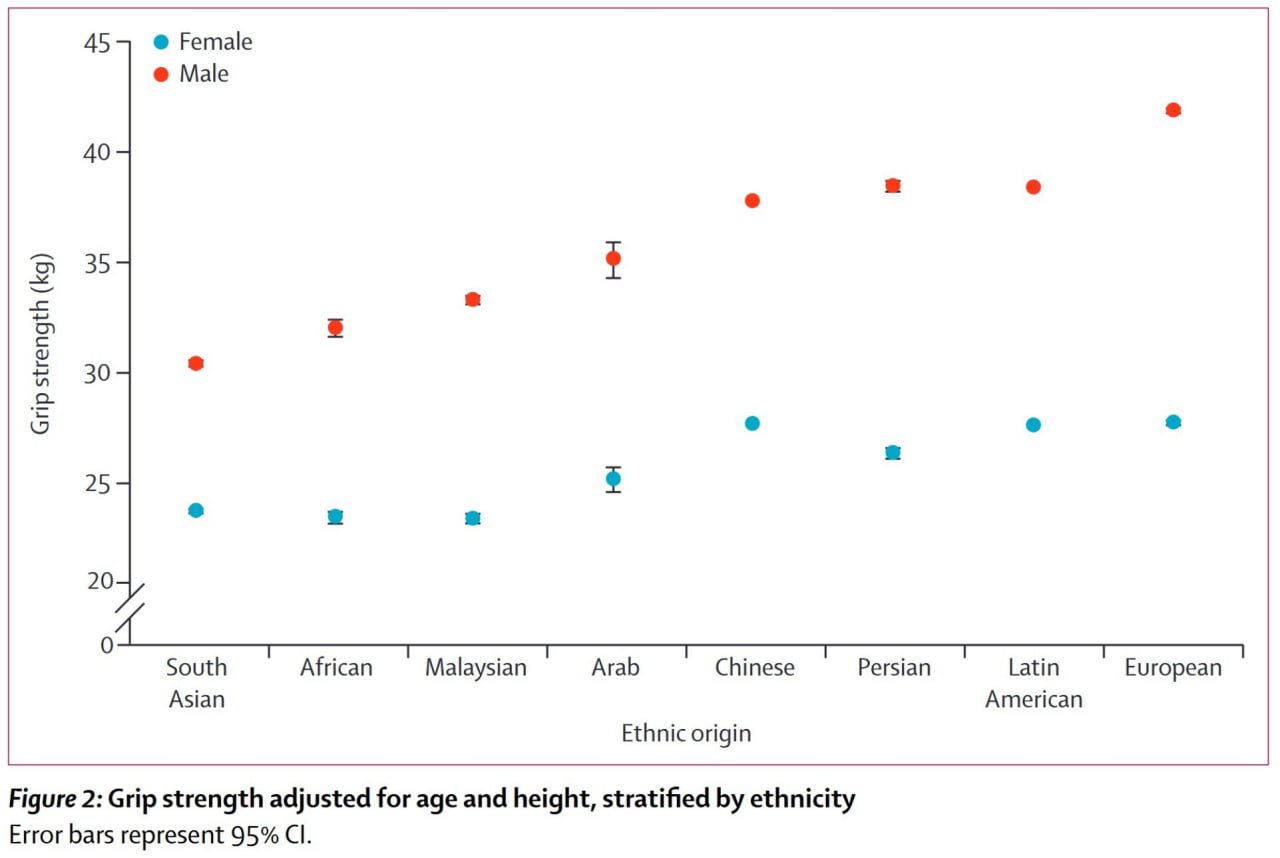 45
Female
Male
40
35
30
25
20
0
Grip strength (kg)
South Asian
African
Malaysian
Arab
Chinese
Persian
Latin American
European
Ethnic origin
Figure 2: Grip strength adjusted for age and height, stratified by ethnicity
Error bars represent 95% CI.